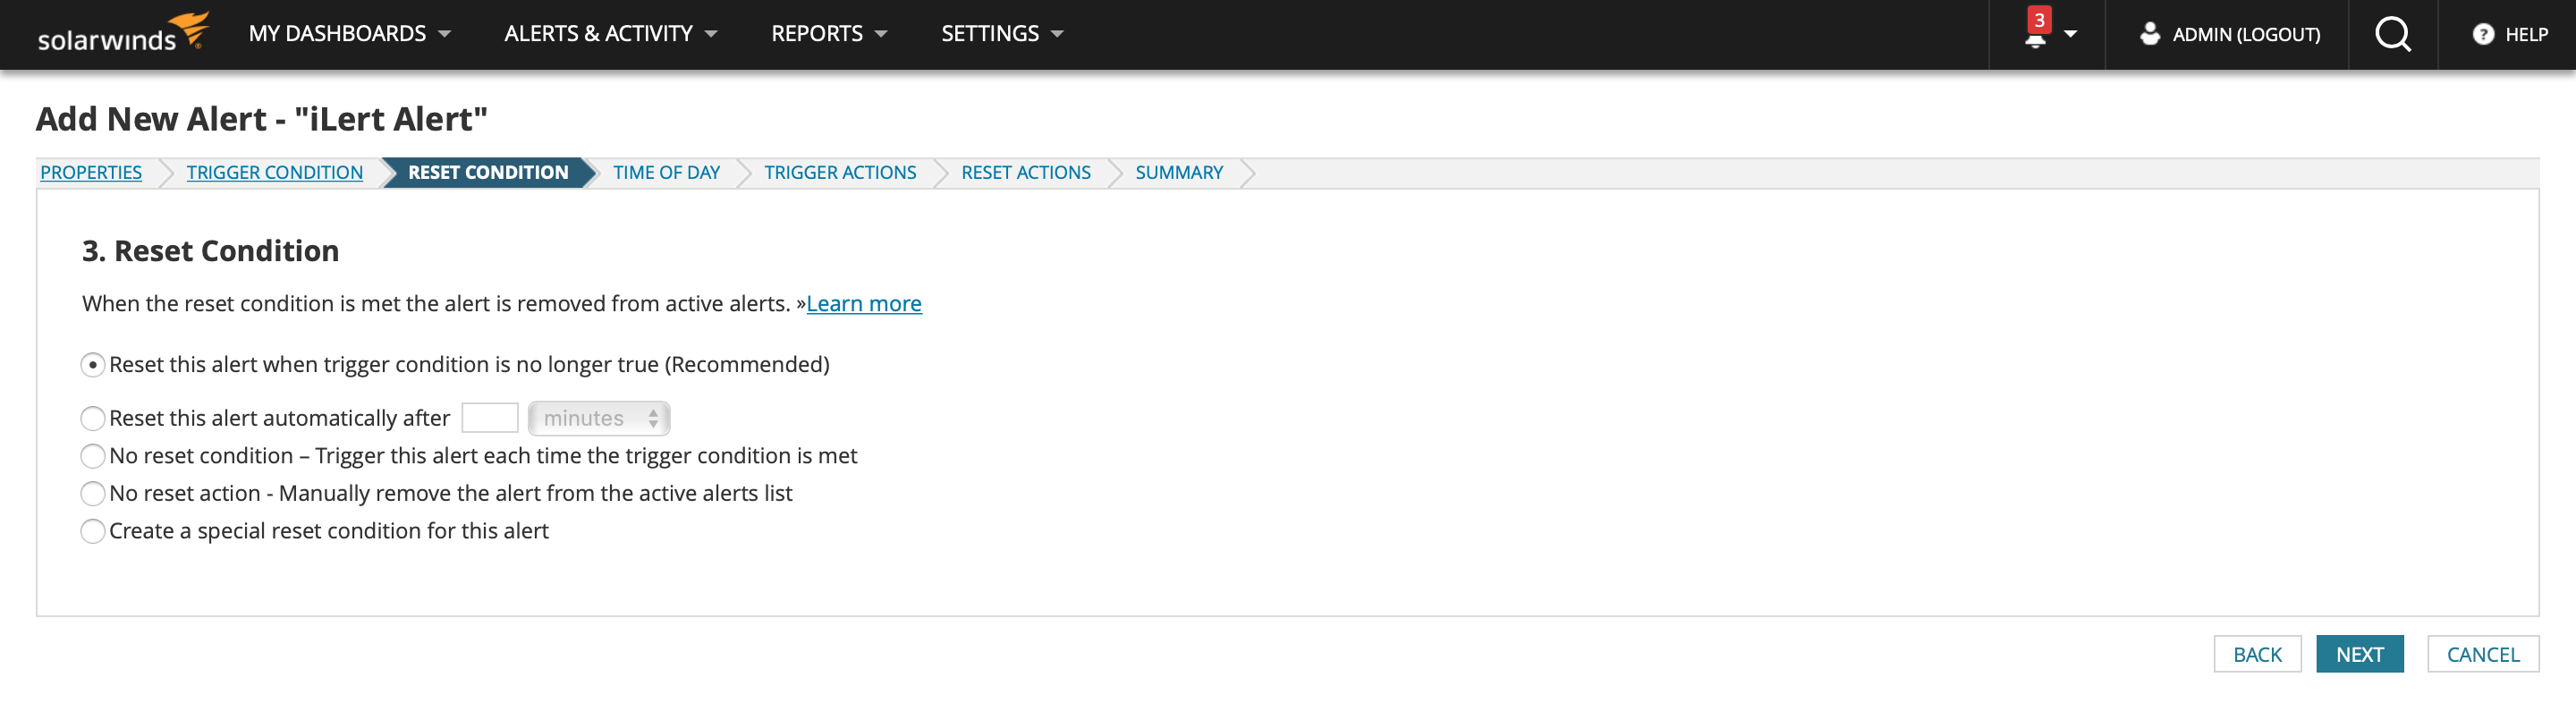 solarwinds MY DASHBOARDS ALERTS & ACTIVITY REPORTS SETTINGS 3 ADMIN (LOGOUT) ? HELP
Add New Alert - "iLert Alert"
PROPERTIES TRIGGER CONDITION RESET CONDITION TIME OF DAY TRIGGER ACTIONS RESET ACTIONS SUMMARY
3. Reset Condition
When the reset condition is met the alert is removed from active alerts. »Learn more
Reset this alert when trigger condition is no longer true (Recommended)
Reset this alert automatically after minutes
No reset condition – Trigger this alert each time the trigger condition is met
No reset action - Manually remove the alert from the active alerts list
Create a special reset condition for this alert
BACK NEXT CANCEL